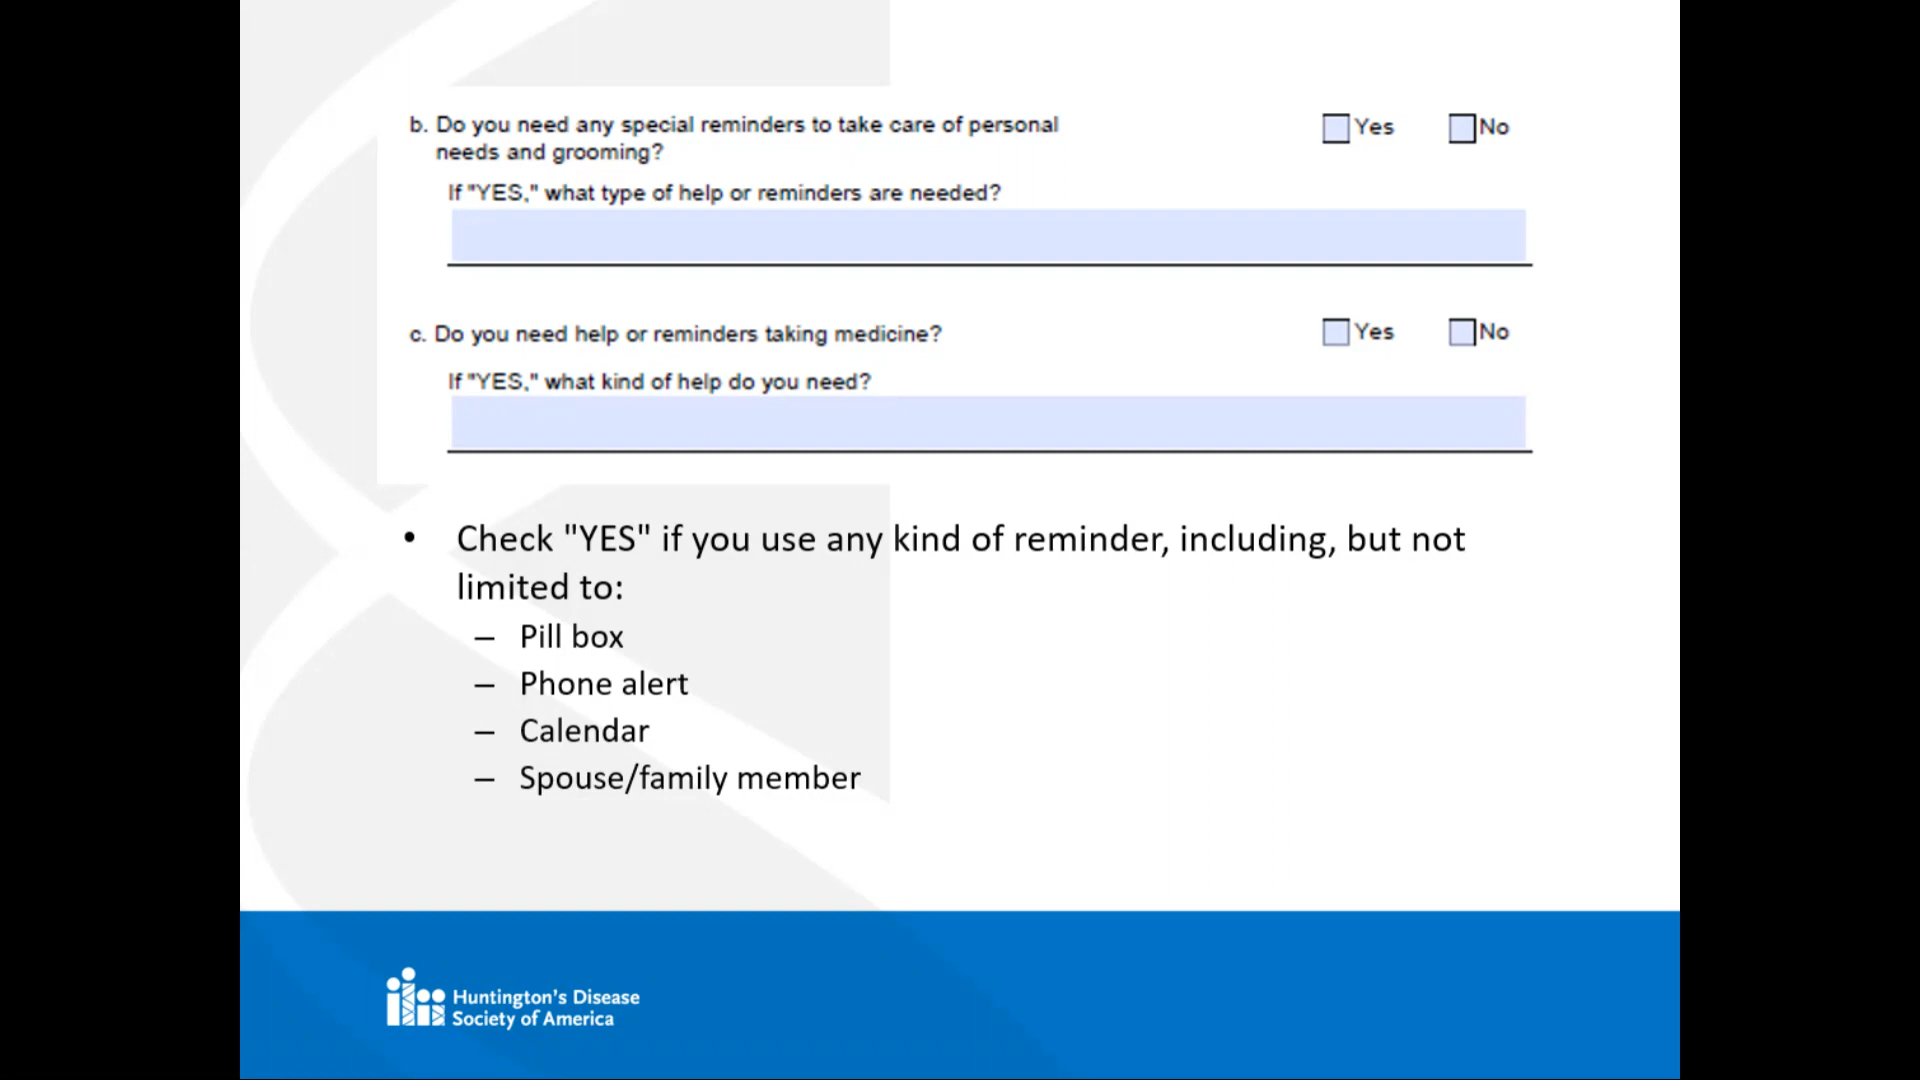 b. Do you need any special reminders to take care of personal
needs and grooming?
Yes No
If "YES," what type of help or reminders are needed?
c. Do you need help or reminders taking medicine?
Yes No
If "YES," what kind of help do you need?
• Check "YES" if you use any kind of reminder, including, but not
limited to:
– Pill box
– Phone alert
– Calendar
– Spouse/family member
Huntington's Disease
Society of America